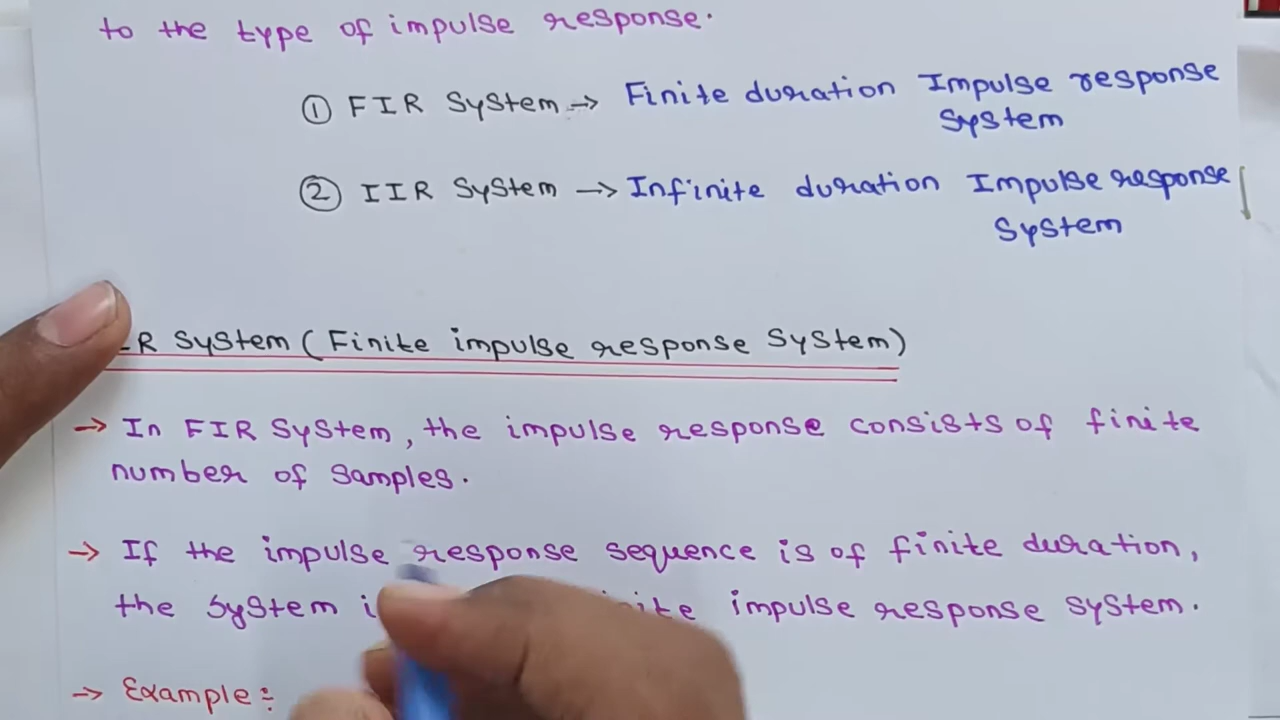 to the type of impulse response.
① FIR System → Finite duration Impulse response
System
② IIR System → Infinite duration Impulse response
System
System (Finite impulse response System)
→ In FIR System, the impulse response consists of finite
number of samples.
→ If the impulse response sequence is of finite duration,
the System impulse response system.
→ Example: